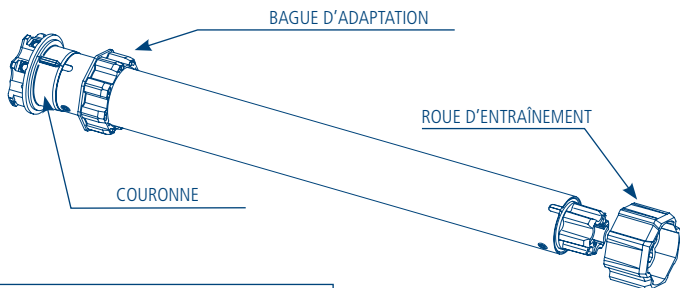 BAGUE D’ADAPTATION
ROUE D’ENTRAÎNEMENT
COURONNE